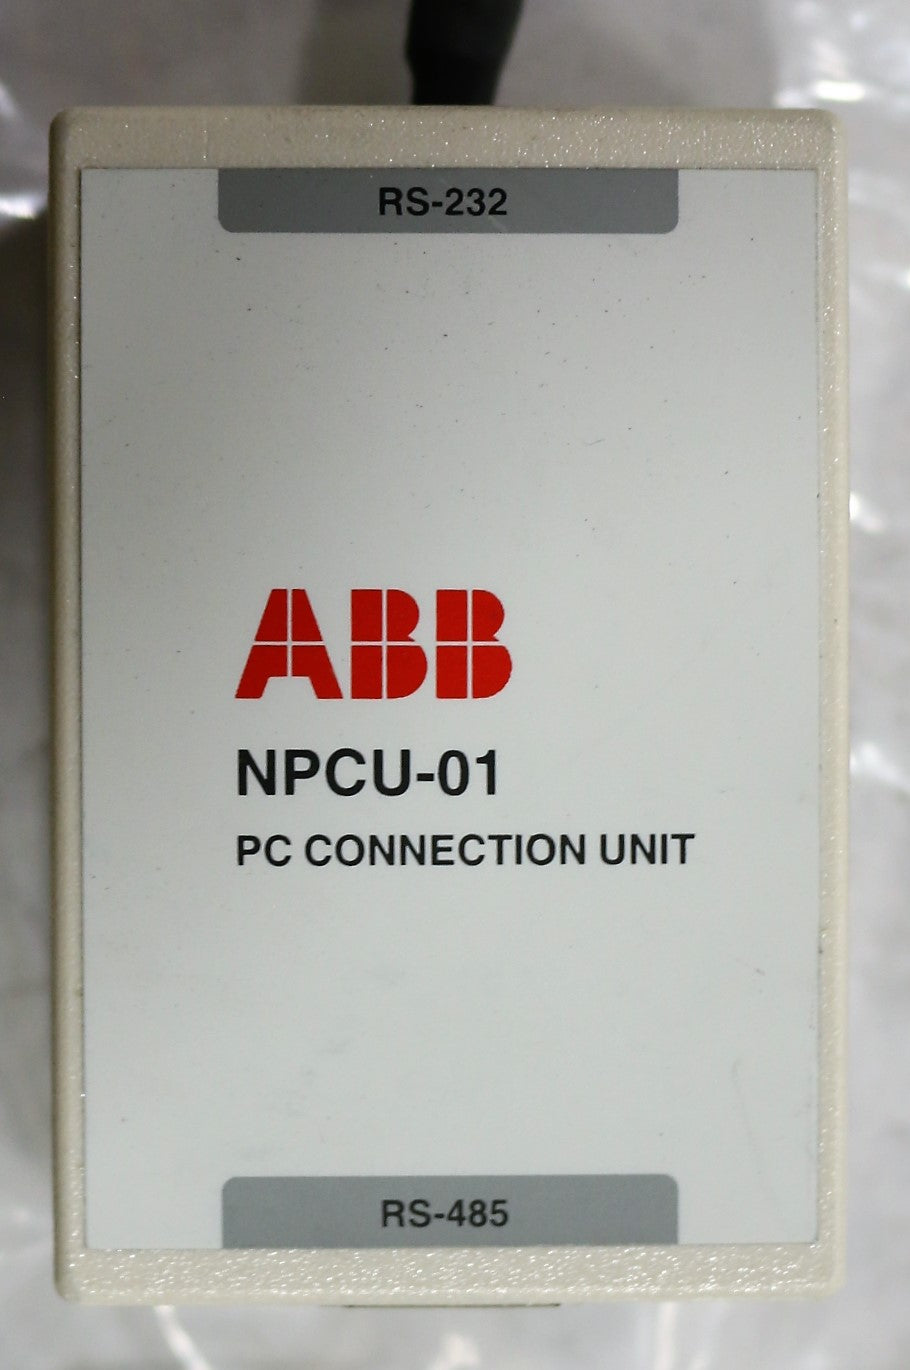 RS-232
ABB
NPCU-01
PC CONNECTION UNIT
RS-485